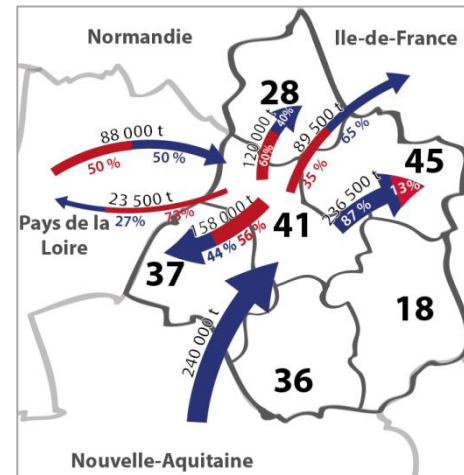 Normandie
Ile-de-France
28
120 000 t
60%
40%
89 500 t
35 %
65 %
88 000 t
50 %
50 %
45
236 500 t
87 %
13%
23 500 t
27%
73%
Pays de la
Loire
158 000 t
44 %
56 %
41
37
18
240 000 t
36
Nouvelle-Aquitaine